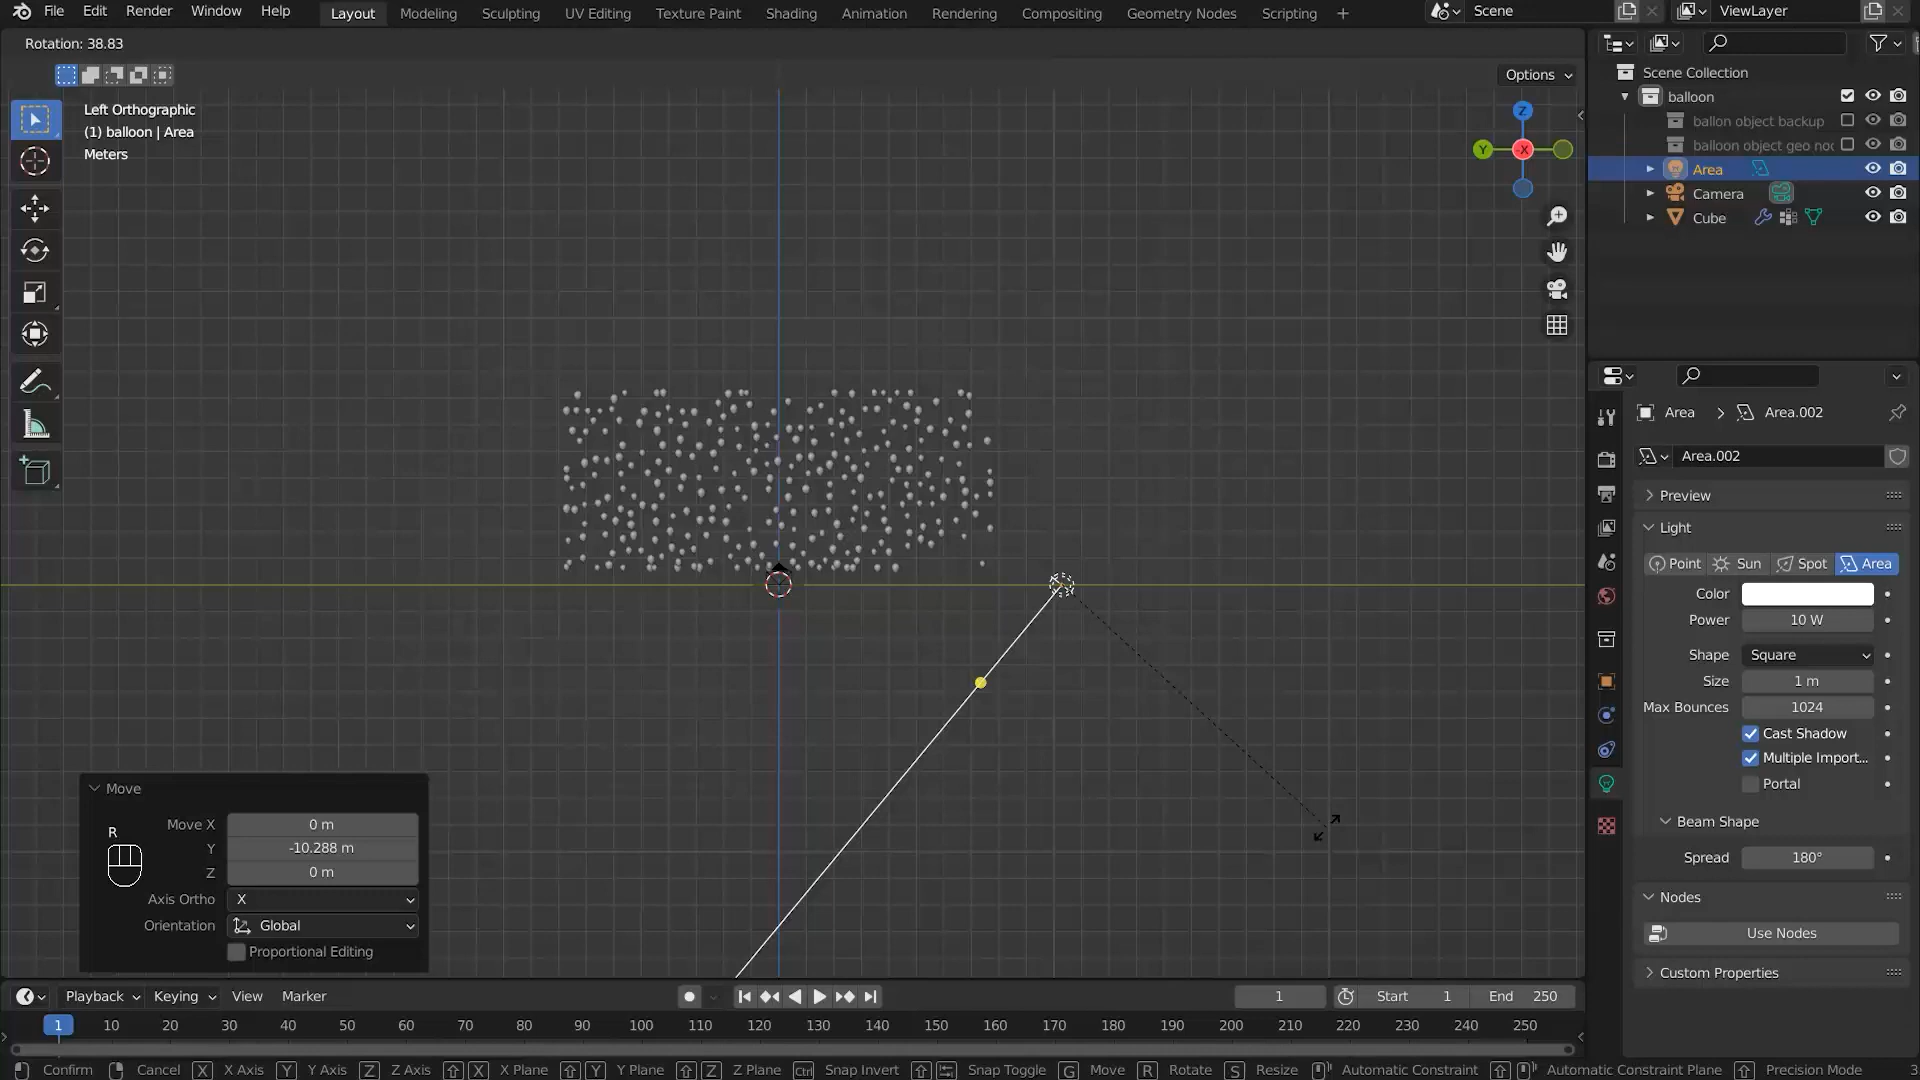 File Edit Render Window Help Layout Modeling Sculpting UV Editing Texture Paint Shading Animation Rendering Compositing Geometry Nodes Scripting + Scene ViewLayer
Rotation: 38.83
Options
Left Orthographic
(1) balloon | Area
Meters
Z
Y
-X
Scene Collection
balloon
ballon object backup
balloon object geo noc
Area
Camera
Cube
Area > Area.002
Area.002
Preview
Light
Point Sun Spot Area
Color
Power 10 W
Shape Square
Size 1 m
Max Bounces 1024
Cast Shadow
Multiple Import...
Portal
Beam Shape
Spread 180°
Nodes
Use Nodes
Custom Properties
Move
Move X 0 m
R
Y -10.288 m
Z 0 m
Axis Ortho X
Orientation Global
Proportional Editing
Playback Keying View Marker 1 Start 1 End 250
1 10 20 30 40 50 60 70 80 90 100 110 120 130 140 150 160 170 180 190 200 210 220 230 240 250
Confirm Cancel X X Axis Y Y Axis Z Z Axis X X Plane Y Y Plane Z Z Plane Ctrl Snap Invert Snap Toggle G Move R Rotate S Resize Automatic Constraint Automatic Constraint Plane Precision Mode 3